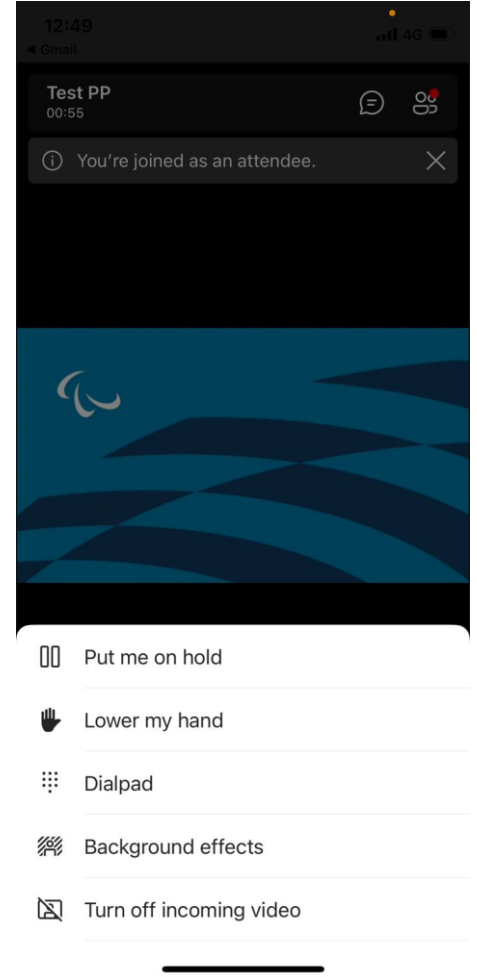 12:49
4G
Gmail
Test PP
00:55
You're joined as an attendee.
Put me on hold
Lower my hand
Dialpad
Background effects
Turn off incoming video